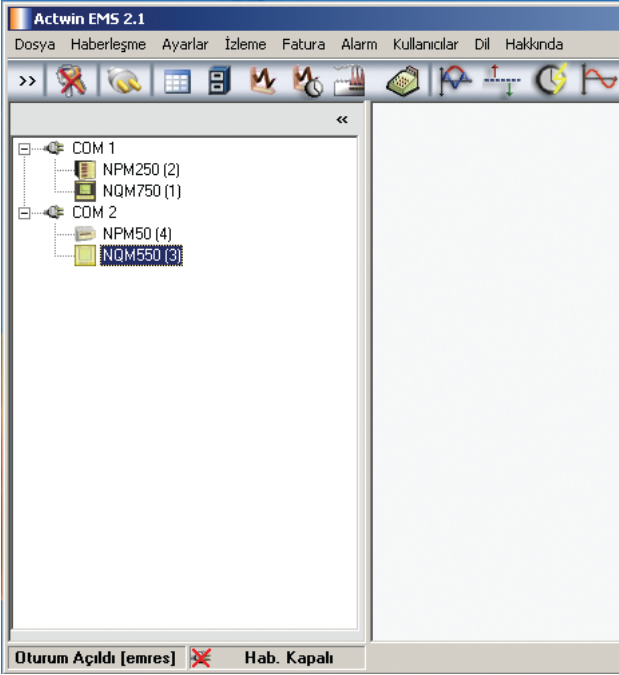 Actwin EMS 2.1
Dosya Haberleşme Ayarlar İzleme Fatura Alarm Kullanıcılar Dil Hakkında
COM 1
NPM250 (2)
NQM750 (1)
COM 2
NPM50 (4)
NQM550 (3)
Oturum Açıldı [emres] Hab. Kapalı